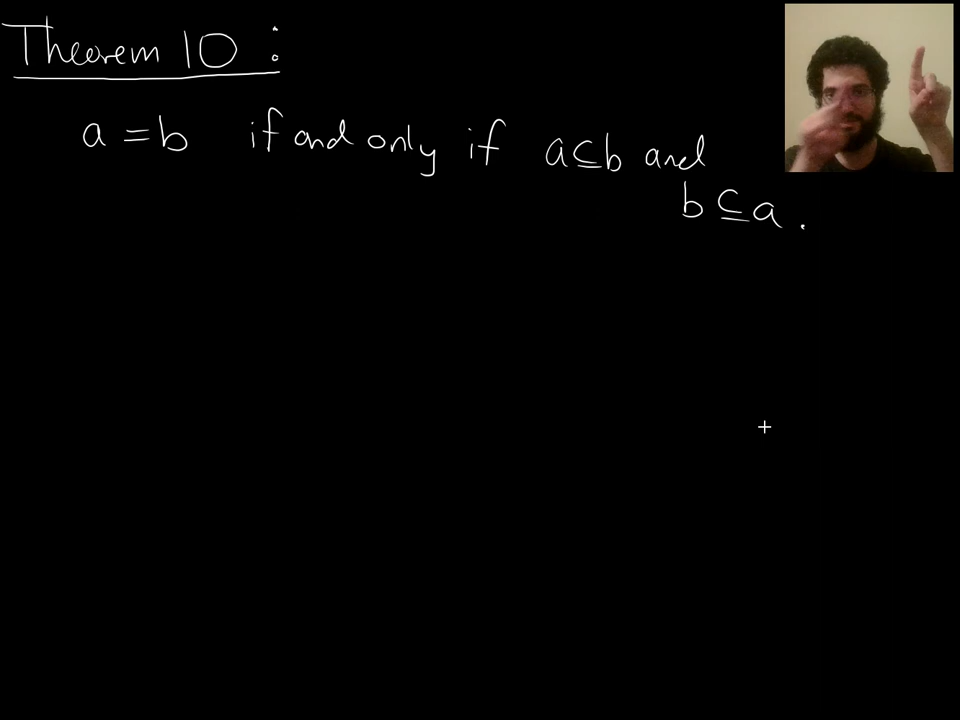 Theorem 10 :
a = b if and only if a ⊆ b and
b ⊆ a .